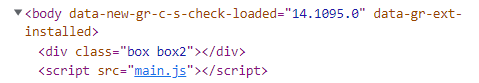 ▼<body data-new-gr-c-s-check-loaded="14.1095.0" data-gr-ext-
installed>
<div class="box box2"></div>
<script src="main.js"></script>